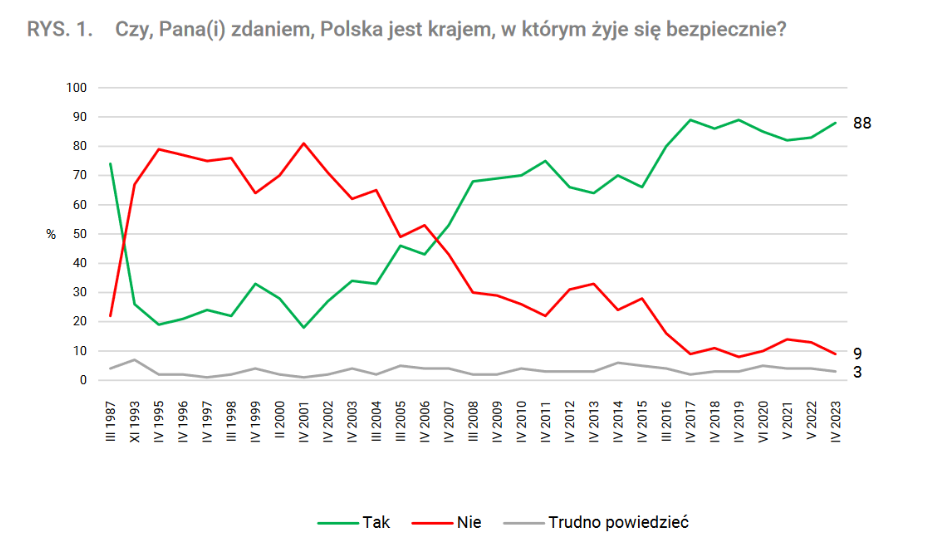 RYS. 1. Czy, Pana(i) zdaniem, Polska jest krajem, w którym żyje się bezpiecznie?
100
90
88
80
70
60
%
50
40
30
20
10
9
3
0
III 1987
XI 1993
IV 1995
IV 1996
IV 1997
III 1998
IV 1999
II 2000
IV 2001
IV 2002
IV 2003
III 2004
III 2005
IV 2006
IV 2007
III 2008
IV 2009
IV 2010
IV 2011
IV 2012
IV 2013
IV 2014
IV 2015
III 2016
IV 2017
IV 2018
IV 2019
VI 2020
V 2021
V 2022
IV 2023
Tak
Nie
Trudno powiedzieć